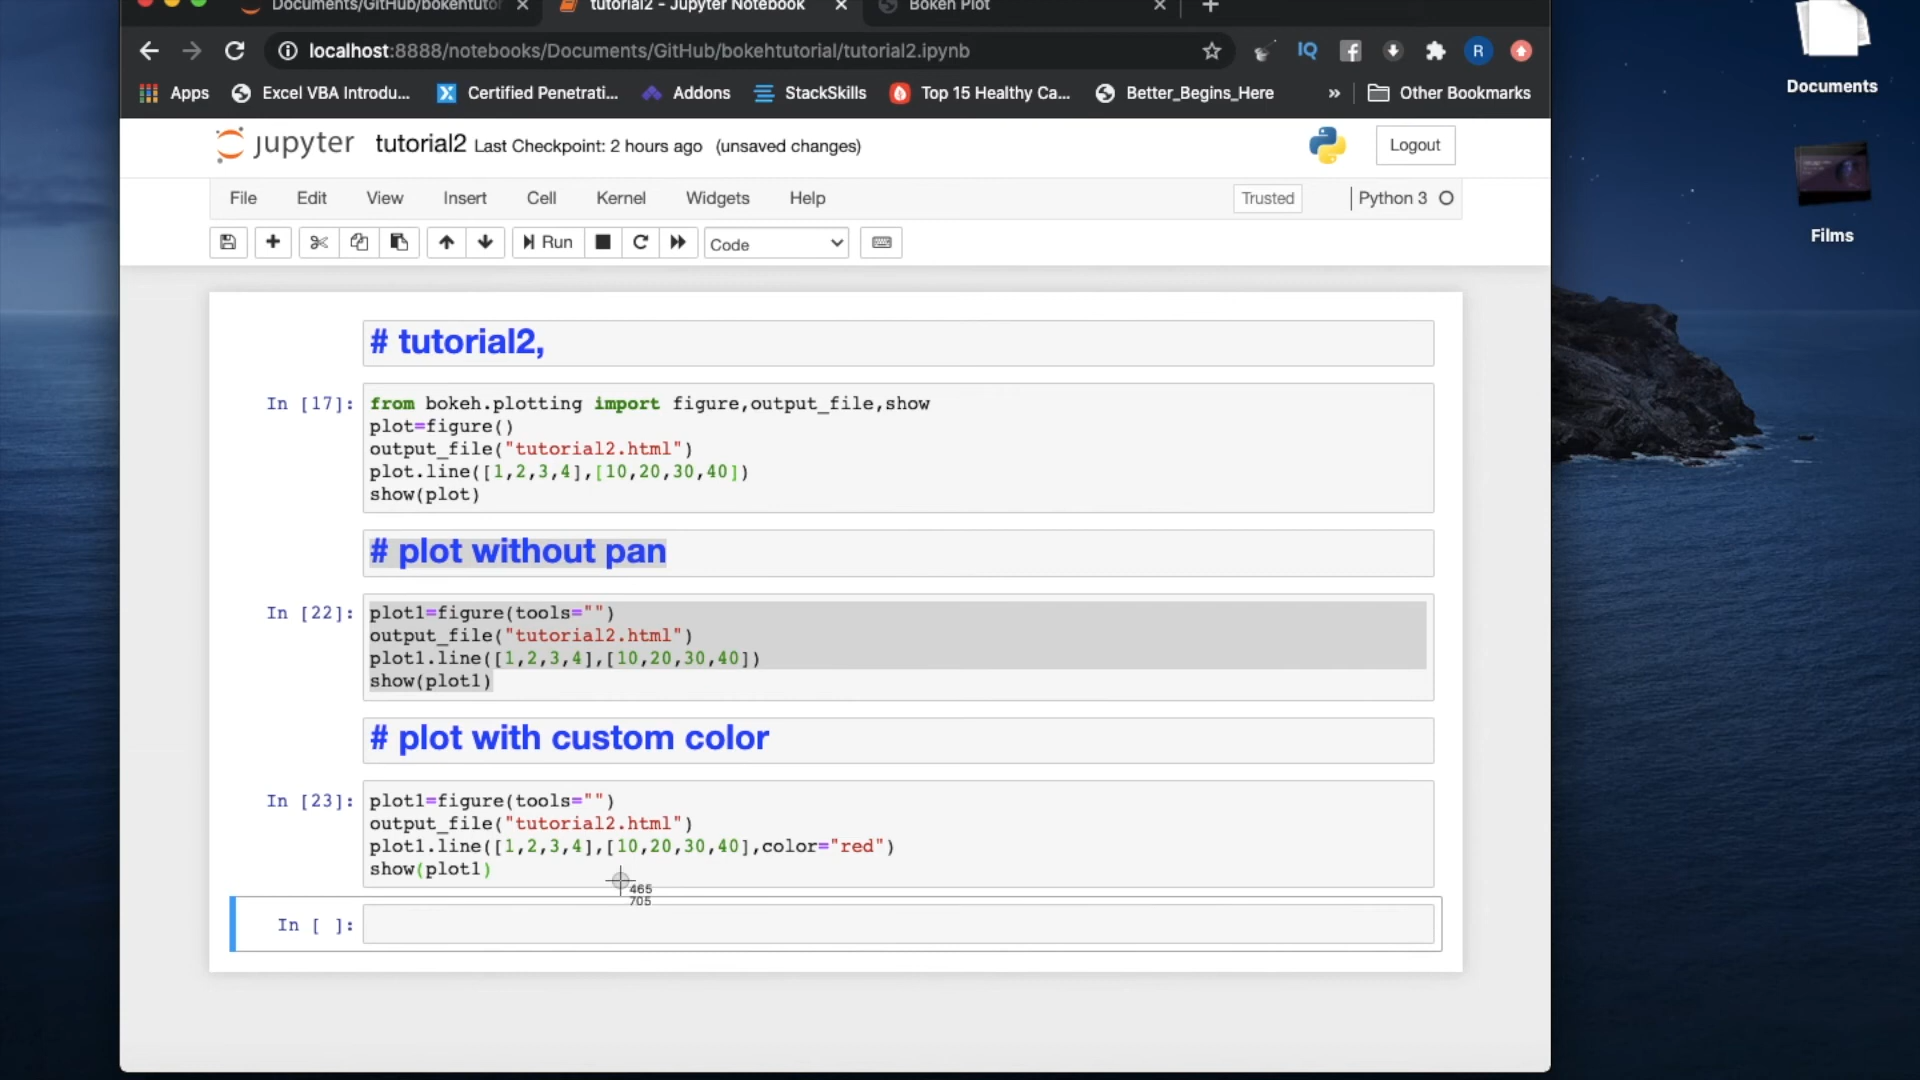 Documents/GitHub/bokehtutor
tutorial2 - Jupyter Notebook
Bokeh Plot
localhost:8888/notebooks/Documents/GitHub/bokehtutorial/tutorial2.ipynb
IQ
R
Apps
Excel VBA Introdu...
Certified Penetrati...
Addons
StackSkills
Top 15 Healthy Ca...
Better_Begins_Here
»
Other Bookmarks
Documents
Films
jupyter tutorial2 Last Checkpoint: 2 hours ago (unsaved changes)
Logout
File Edit View Insert Cell Kernel Widgets Help
Trusted
Python 3
Run
Code
# tutorial2,
In [17]: from bokeh.plotting import figure,output_file,show
plot=figure()
output_file("tutorial2.html")
plot.line([1,2,3,4],[10,20,30,40])
show(plot)
# plot without pan
In [22]: plot1=figure(tools="")
output_file("tutorial2.html")
plot1.line([1,2,3,4],[10,20,30,40])
show(plot1)
# plot with custom color
In [23]: plot1=figure(tools="")
output_file("tutorial2.html")
plot1.line([1,2,3,4],[10,20,30,40],color="red")
show(plot1)
465
705
In [ ]: